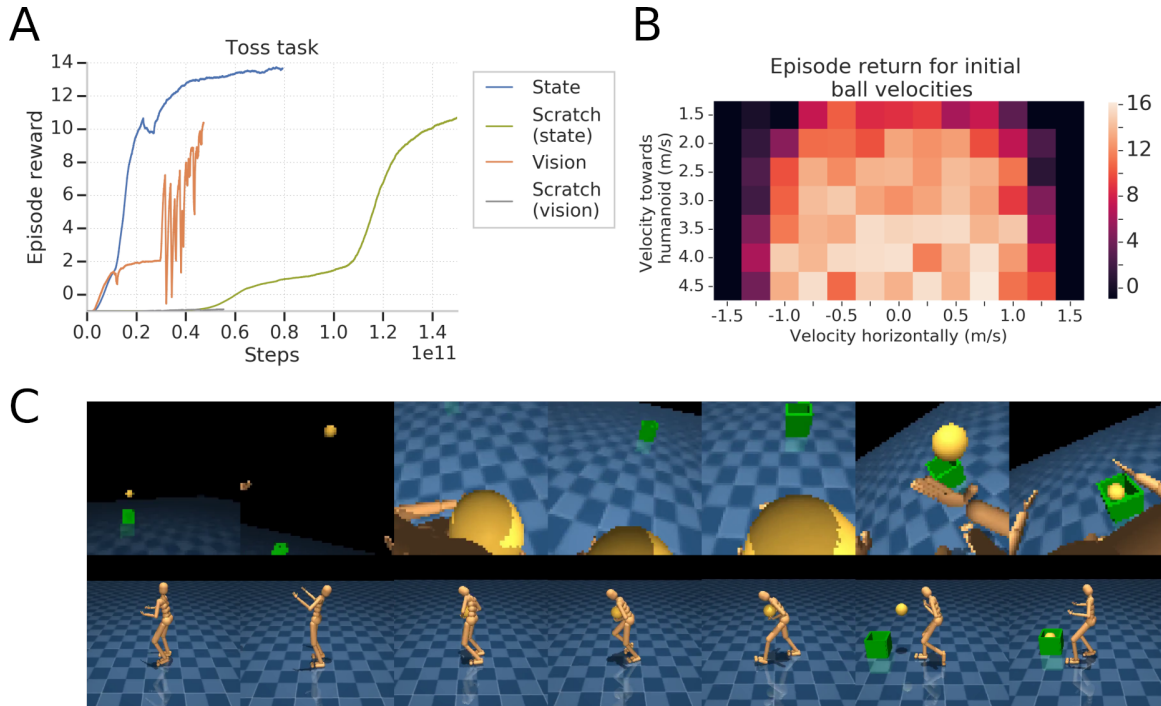 A
Toss task
14
12
10
8
6
4
2
0
Episode reward
0.0 0.2 0.4 0.6 0.8 1.0 1.2 1.4
1e11
Steps
State
Scratch
(state)
Vision
Scratch
(vision)
B
Episode return for initial
ball velocities
1.5
2.0
2.5
3.0
3.5
4.0
4.5
Velocity towards
humanoid (m/s)
-1.5 -1.0 -0.5 0.0 0.5 1.0 1.5
Velocity horizontally (m/s)
16
12
8
4
0
C